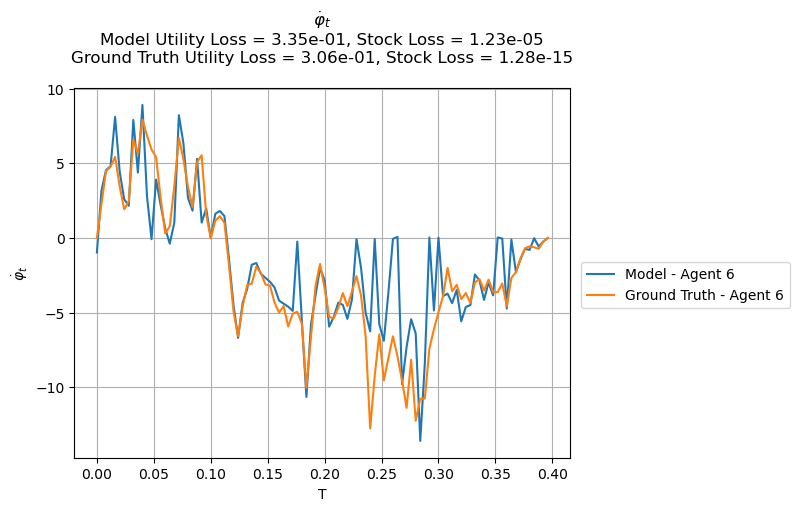 φ̇_t
Model Utility Loss = 3.35e-01, Stock Loss = 1.23e-05
Ground Truth Utility Loss = 3.06e-01, Stock Loss = 1.28e-15
10
5
0
−5
−10
φ̇_t
0.00 0.05 0.10 0.15 0.20 0.25 0.30 0.35 0.40
T
Model - Agent 6
Ground Truth - Agent 6